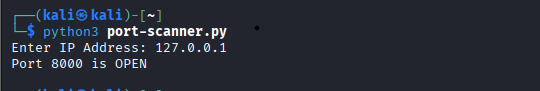 ┌──(kali㉿kali)-[~]
└─$ python3 port-scanner.py
Enter IP Address: 127.0.0.1
Port 8000 is OPEN